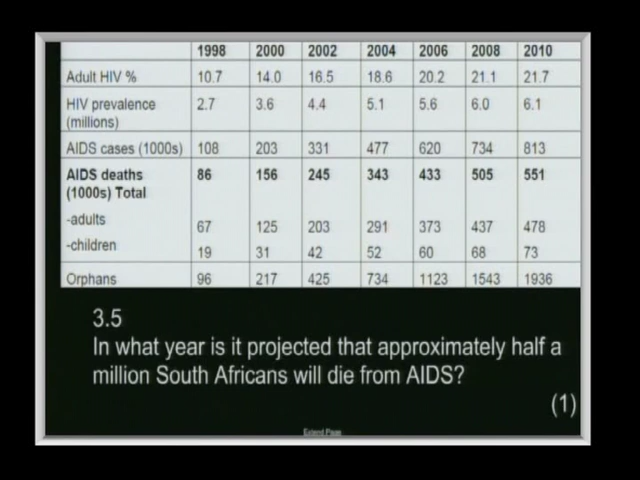 1998 2000 2002 2004 2006 2008 2010
Adult HIV % 10.7 14.0 16.5 18.6 20.2 21.1 21.7
HIV prevalence 2.7 3.6 4.4 5.1 5.6 6.0 6.1
(millions)
AIDS cases (1000s) 108 203 331 477 620 734 813
AIDS deaths 86 156 245 343 433 505 551
(1000s) Total
-adults 67 125 203 291 373 437 478
-children 19 31 42 52 60 68 73
Orphans 96 217 425 734 1123 1543 1936
3.5
In what year is it projected that approximately half a
million South Africans will die from AIDS?
(1)
Extend Page